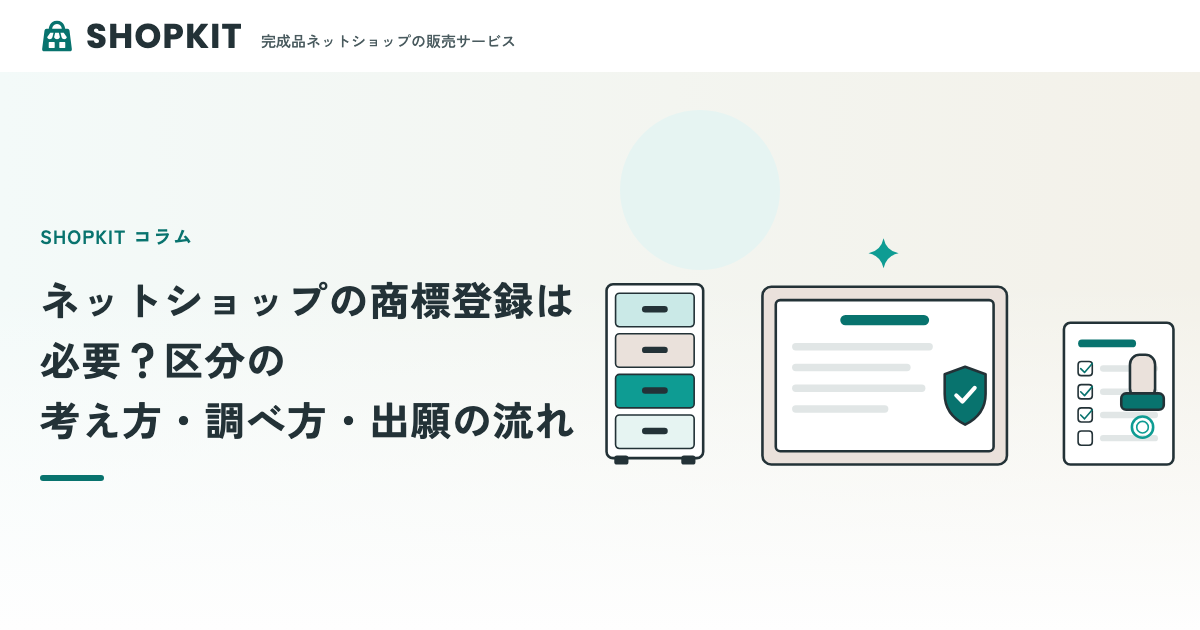 SHOPKIT 完成品ネットショップの販売サービス
SHOPKIT コラム
ネットショップの商標登録は
必要？区分の
考え方・調べ方・出願の流れ